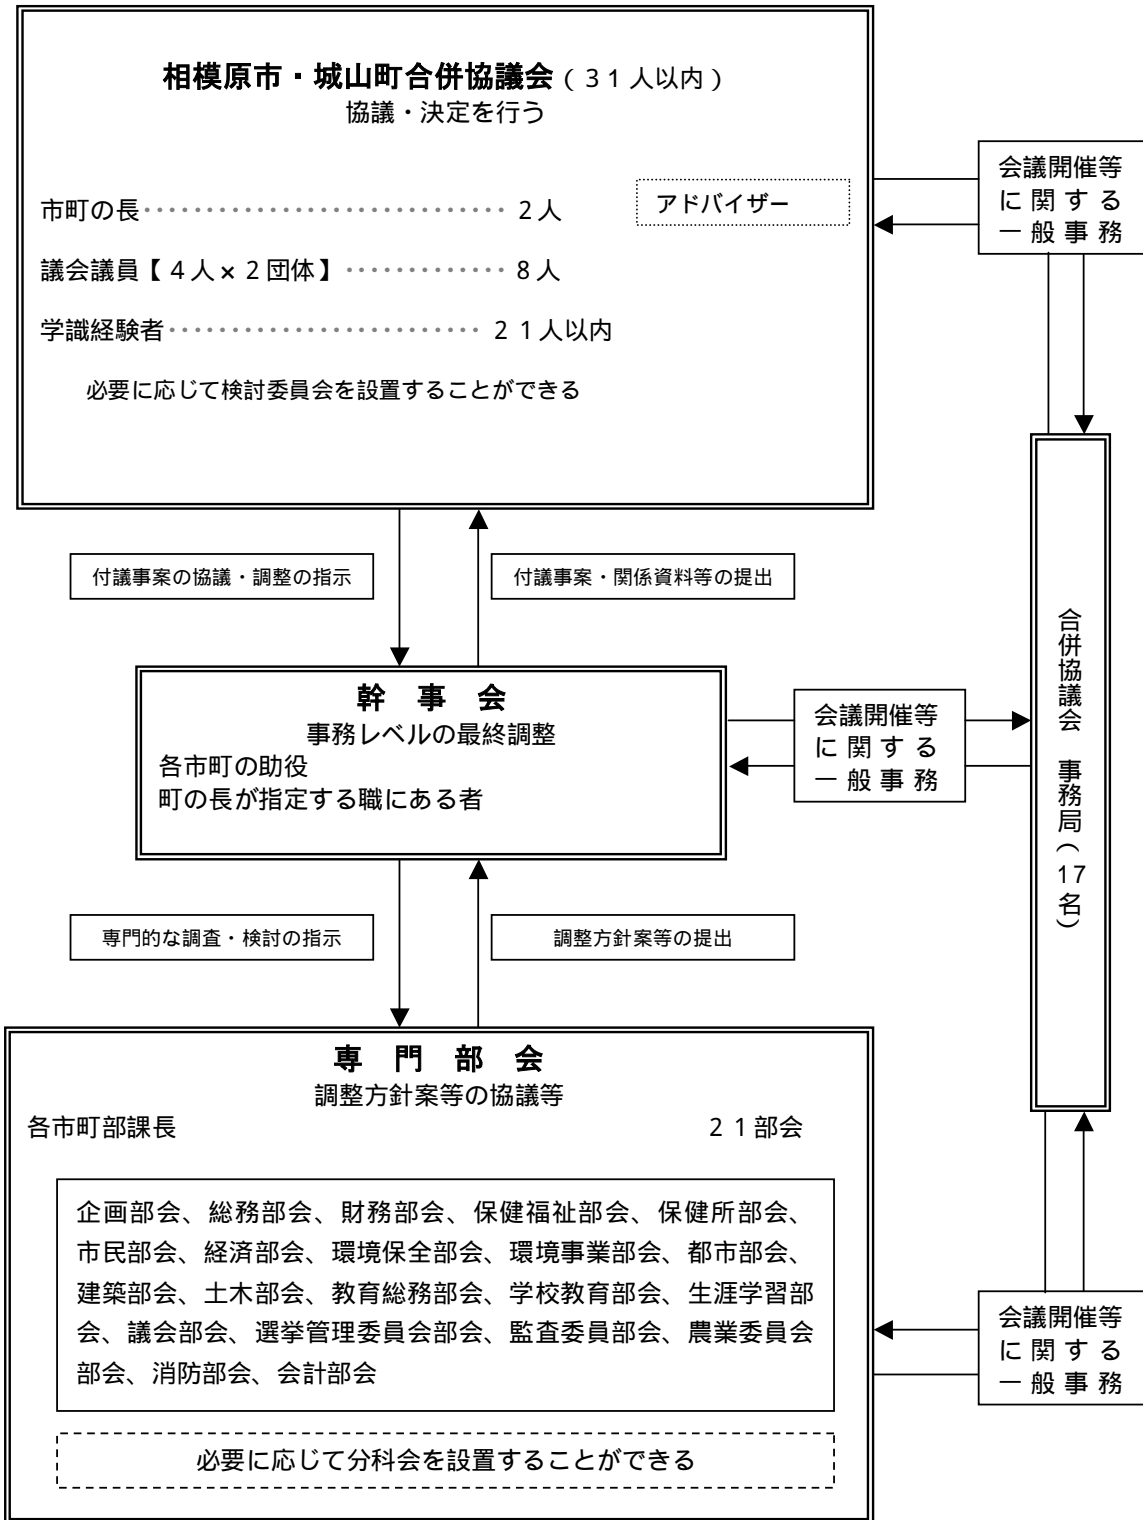 相模原市・城山町合併協議会(31人以内)
協議・決定を行う
市町の長・・・・・・・・・・・・・・・・・・・・・・・・・・・・・ 2人
アドバイザー
議会議員【4人×2団体】・・・・・・・・・・・・・ 8人
学識経験者・・・・・・・・・・・・・・・・・・・・・・・・・ 21人以内
必要に応じて検討委員会を設置することができる
会議開催等
に関する
一般事務
付議事案の協議・調整の指示
付議事案・関係資料等の提出
幹 事 会
事務レベルの最終調整
各市町の助役
町の長が指定する職にある者
会議開催等
に関する
一般事務
合併協議会 事務局(17名)
専門的な調査・検討の指示
調整方針案等の提出
専 門 部 会
調整方針案等の協議等
各市町部課長 21部会
企画部会、総務部会、財務部会、保健福祉部会、保健所部会、
市民部会、経済部会、環境保全部会、環境事業部会、都市部会、
建築部会、土木部会、教育総務部会、学校教育部会、生涯学習部
会、議会部会、選挙管理委員会部会、監査委員部会、農業委員会
部会、消防部会、会計部会
必要に応じて分科会を設置することができる
会議開催等
に関する
一般事務